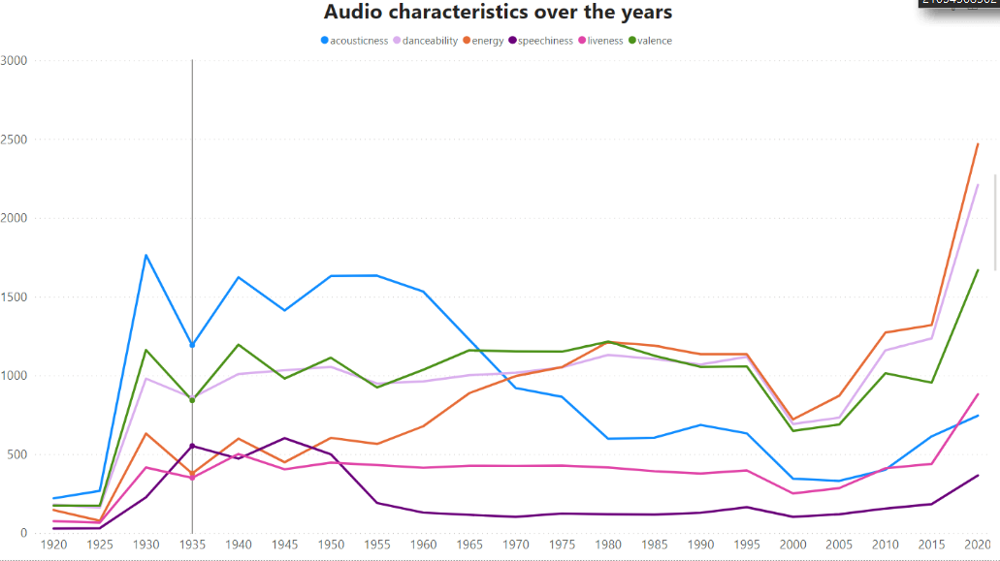 Audio characteristics over the years
acousticness danceability energy speechiness liveness valence
3000
2500
2000
1500
1000
500
0
1920 1925 1930 1935 1940 1945 1950 1955 1960 1965 1970 1975 1980 1985 1990 1995 2000 2005 2010 2015 2020